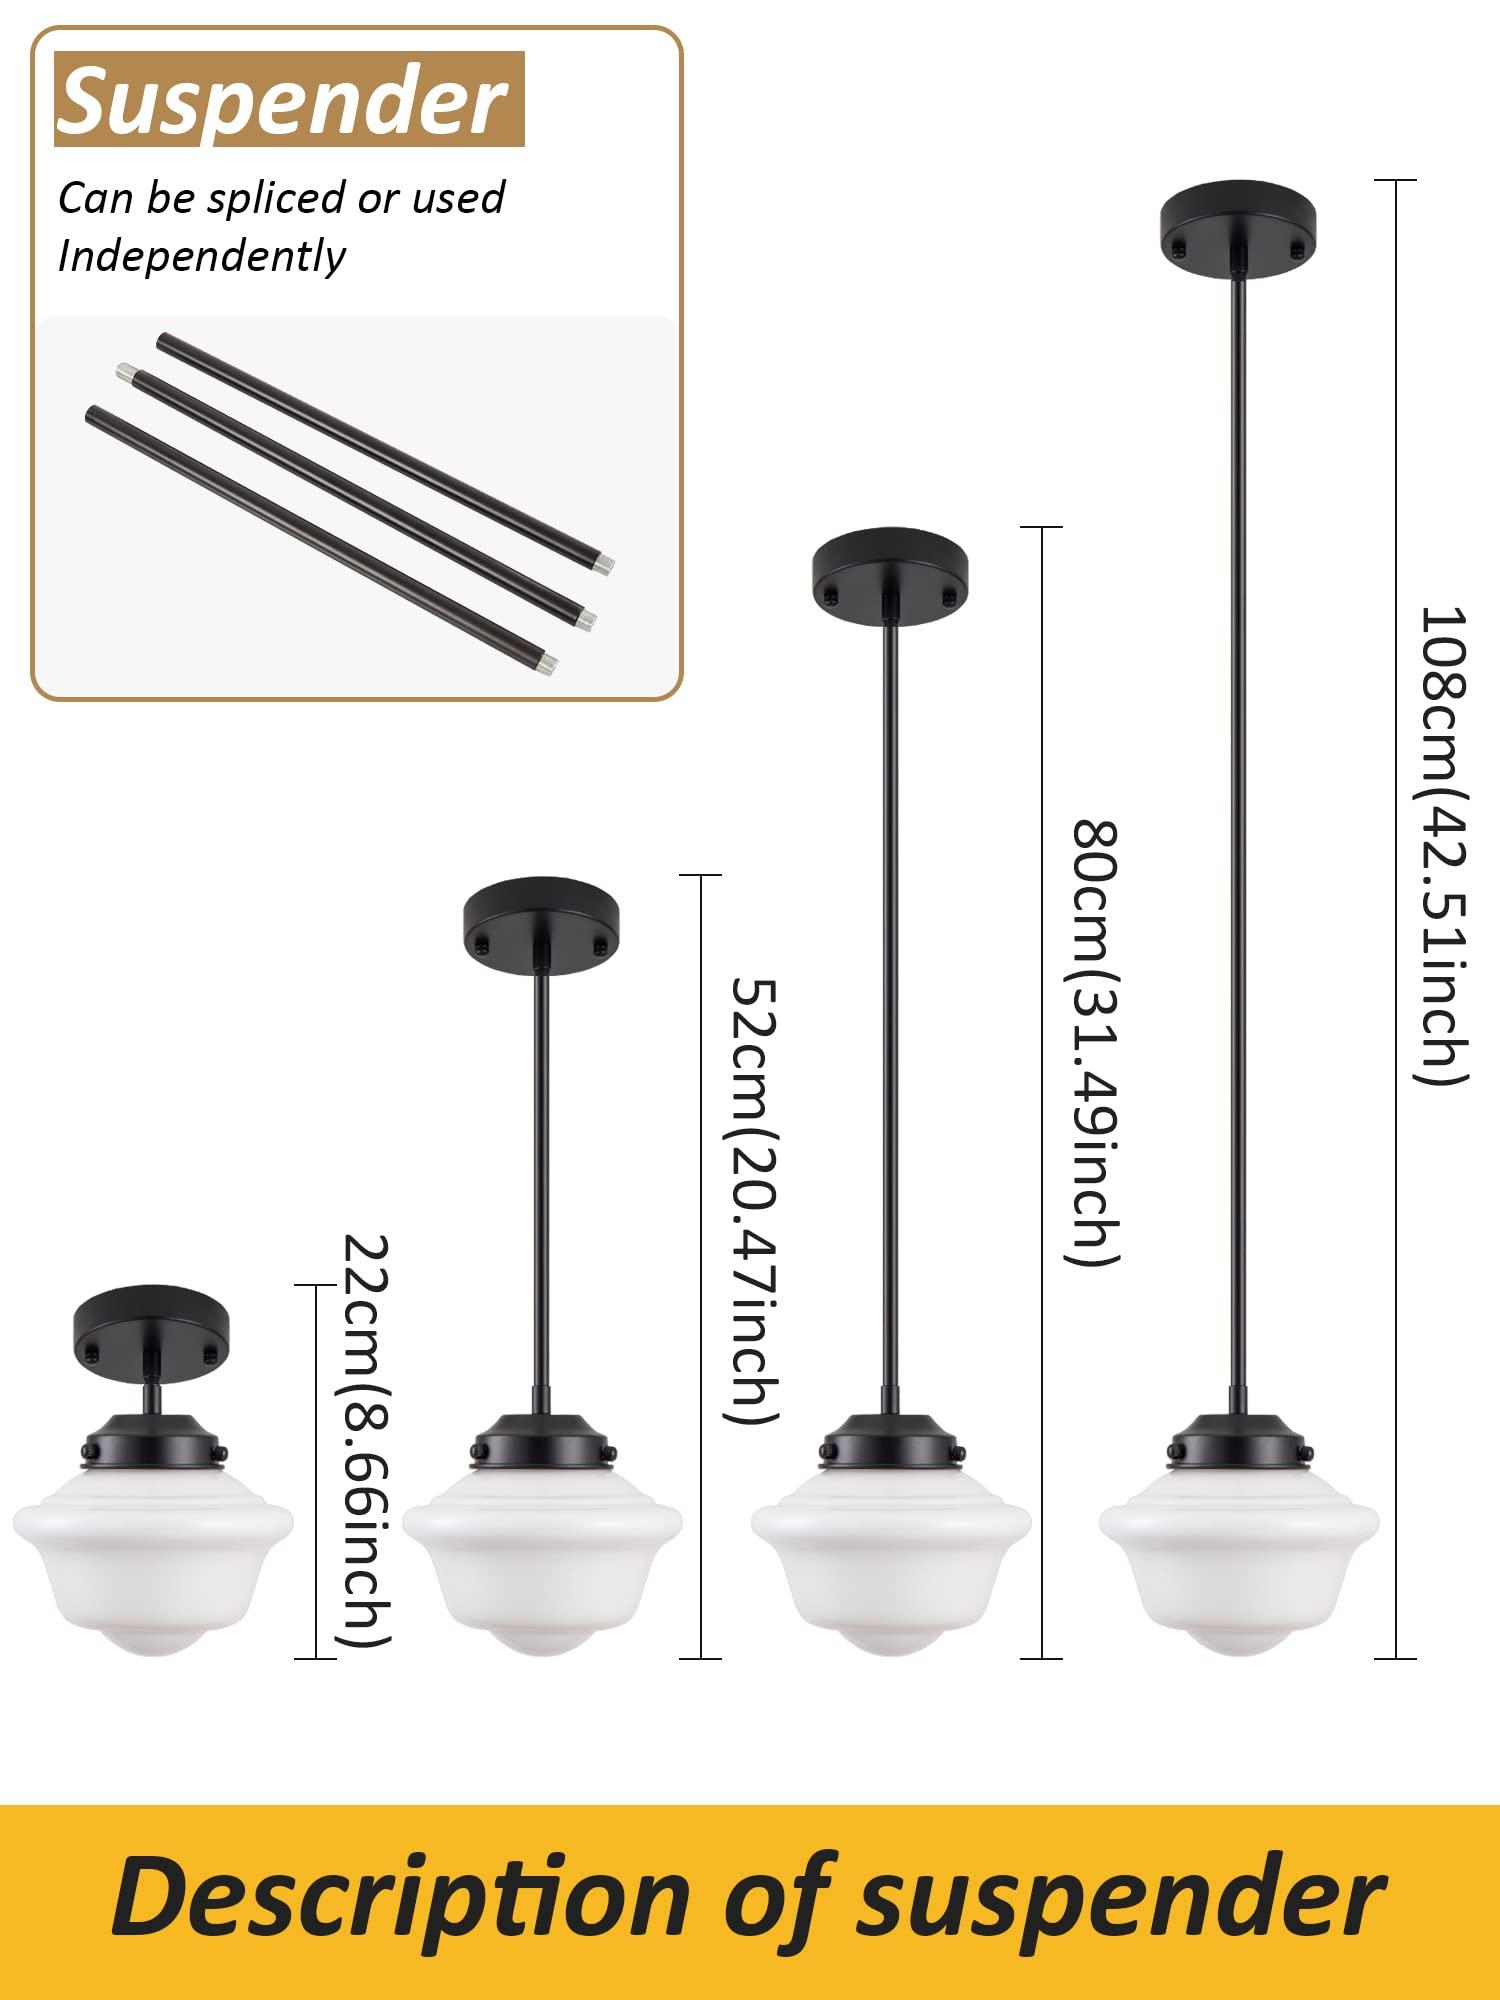 Suspender
Can be spliced or used
Independently
22cm(8.66inch)
52cm(20.47inch)
80cm(31.49inch)
108cm(42.51inch)
Description of suspender